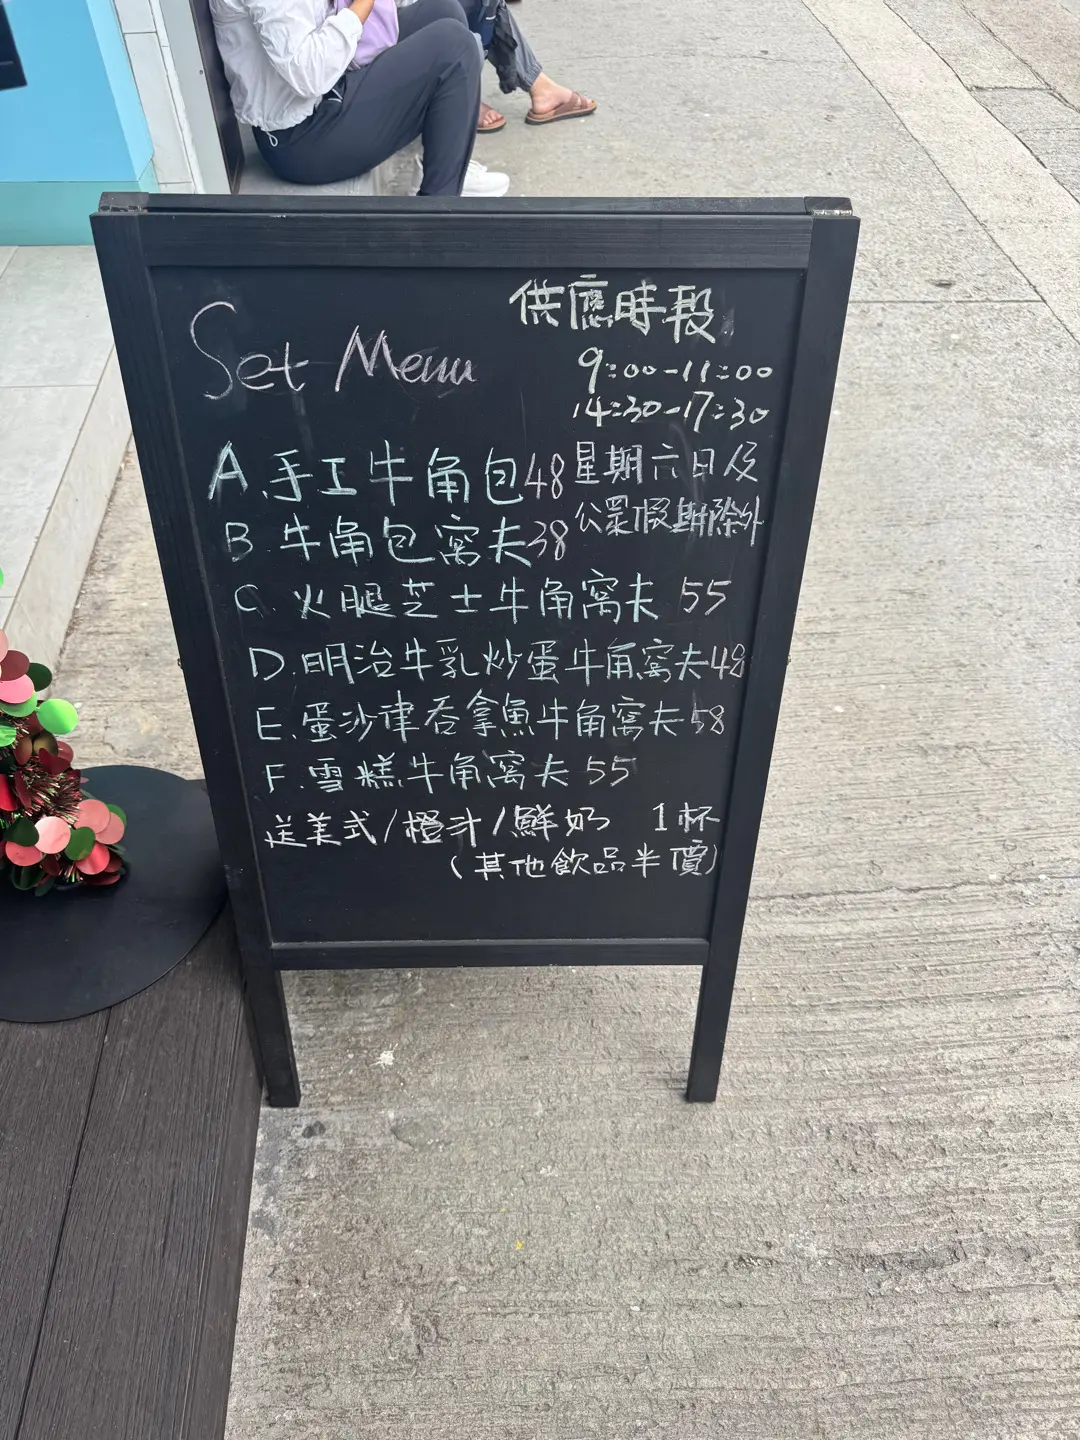 供應時段
Set Menu
9:00-11:00
14:30-17:30
星期六日及
公眾假期除外
A.手工牛角包48
B.牛角包窩夫38
C.火腿芝士牛角窩夫 55
D.明治牛乳炒蛋牛角窩夫48
E.蛋沙律吞拿魚牛角窩夫58
F.雪糕牛角窩夫55
送美式/橙汁/鮮奶 1杯
(其他飲品半價)